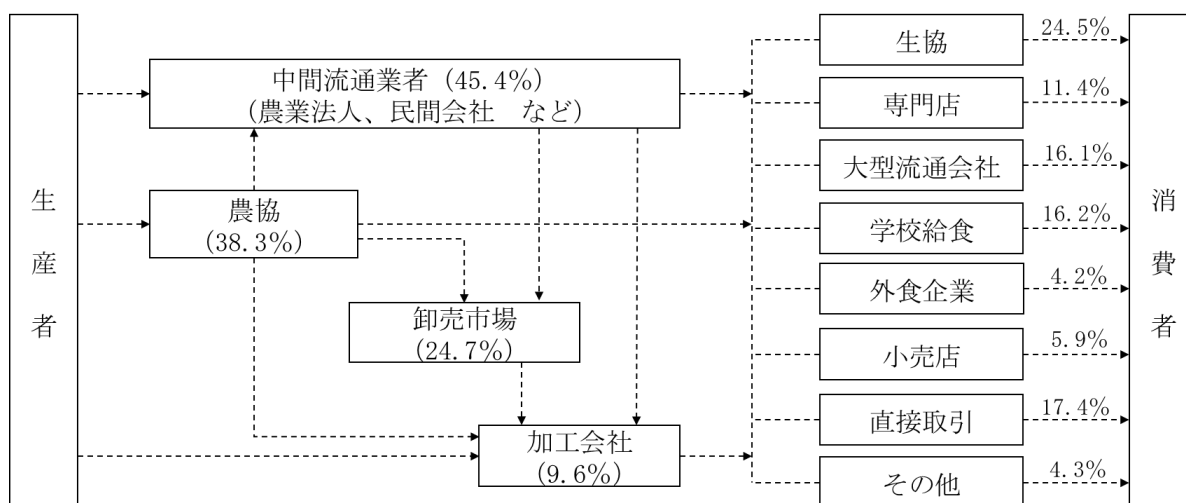 生産者
中間流通業者 (45.4%)
(農業法人、民間会社　など)
農協
(38.3%)
卸売市場
(24.7%)
加工会社
(9.6%)
生協
24.5%
専門店
11.4%
大型流通会社
16.1%
学校給食
16.2%
外食企業
4.2%
小売店
5.9%
直接取引
17.4%
その他
4.3%
消費者